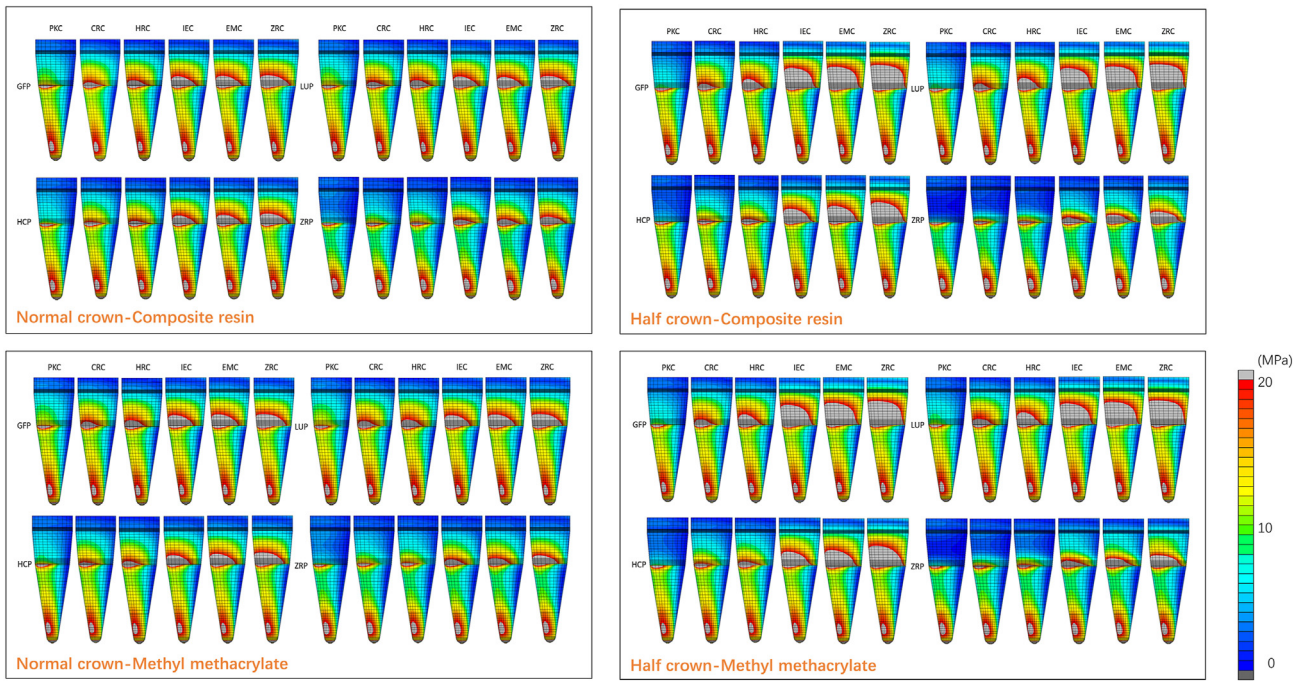 PKC CRC HRC IEC EMC ZRC PKC CRC HRC IEC EMC ZRC
GFP LUP
HCP ZRP
Normal crown-Composite resin
PKC CRC HRC IEC EMC ZRC PKC CRC HRC IEC EMC ZRC
GFP LUP
HCP ZRP
Half crown-Composite resin
PKC CRC HRC IEC EMC ZRC PKC CRC HRC IEC EMC ZRC
GFP LUP
HCP ZRP
Normal crown-Methyl methacrylate
PKC CRC HRC IEC EMC ZRC PKC CRC HRC IEC EMC ZRC
GFP LUP
HCP ZRP
Half crown-Methyl methacrylate
(MPa)
20
10
0